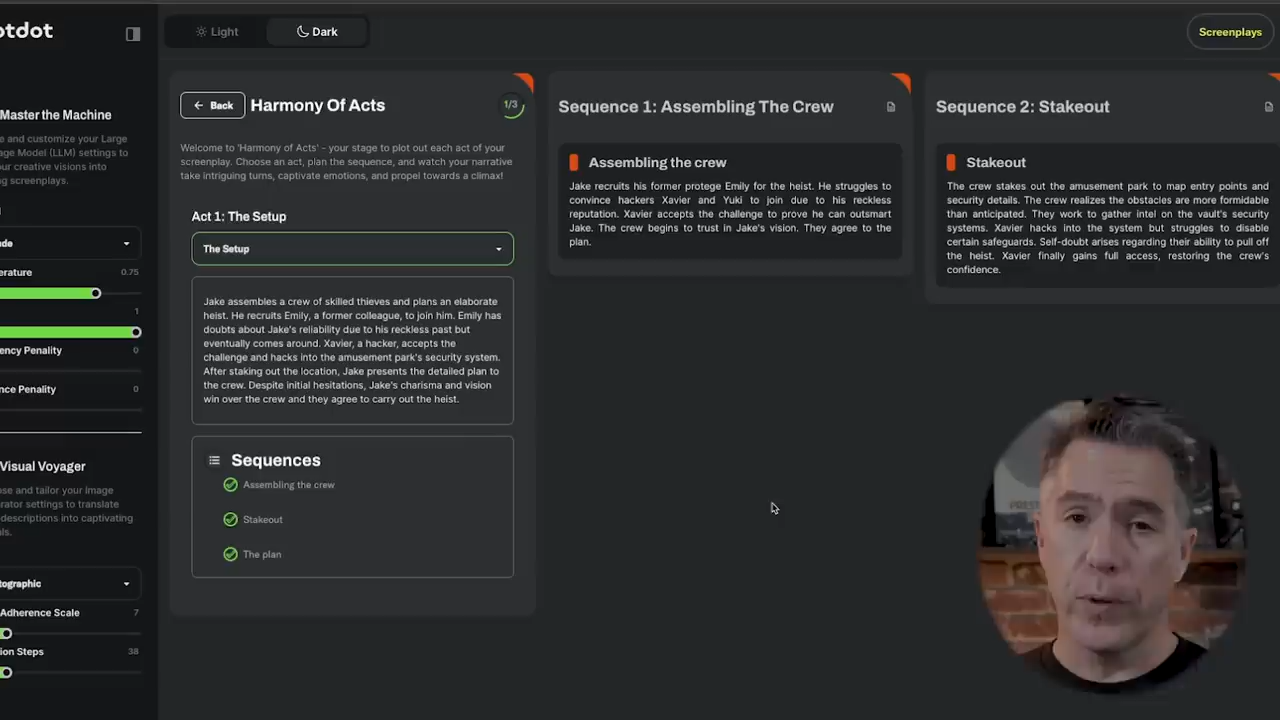 otdot
Light
Dark
Screenplays
Master the Machine
e and customize your Large
age Model (LLM) settings to
our creative visions into
g screenplays.
ude
erature
0.75
1
ency Penality
0
nce Penality
0
Visual Voyager
ose and tailor your image
rator settings to translate
descriptions into captivating
ls.
tographic
Adherence Scale
7
ion Steps
38
Back
Harmony Of Acts
1/3
Welcome to 'Harmony of Acts' - your stage to plot out each act of your
screenplay. Choose an act, plan the sequence, and watch your narrative
take intriguing turns, captivate emotions, and propel towards a climax!
Act 1: The Setup
The Setup
Jake assembles a crew of skilled thieves and plans an elaborate
heist. He recruits Emily, a former colleague, to join him. Emily has
doubts about Jake's reliability due to his reckless past but
eventually comes around. Xavier, a hacker, accepts the
challenge and hacks into the amusement park's security system.
After staking out the location, Jake presents the detailed plan to
the crew. Despite initial hesitations, Jake's charisma and vision
win over the crew and they agree to carry out the heist.
Sequences
Assembling the crew
Stakeout
The plan
Sequence 1: Assembling The Crew
Assembling the crew
Jake recruits his former protege Emily for the heist. He struggles to
convince hackers Xavier and Yuki to join due to his reckless
reputation. Xavier accepts the challenge to prove he can outsmart
Jake. The crew begins to trust in Jake's vision. They agree to the
plan.
Sequence 2: Stakeout
Stakeout
The crew stakes out the amusement park to map entry points and
security details. The crew realizes the obstacles are more formidable
than anticipated. They work to gather intel on the vault's security
systems. Xavier hacks into the system but struggles to disable
certain safeguards. Self-doubt arises regarding their ability to pull off
the heist. Xavier finally gains full access, restoring the crew's
confidence.